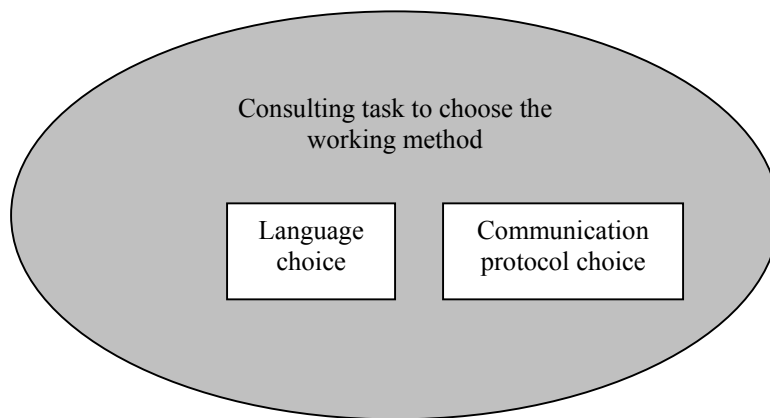 Consulting task to choose the
working method
Language
choice
Communication
protocol choice